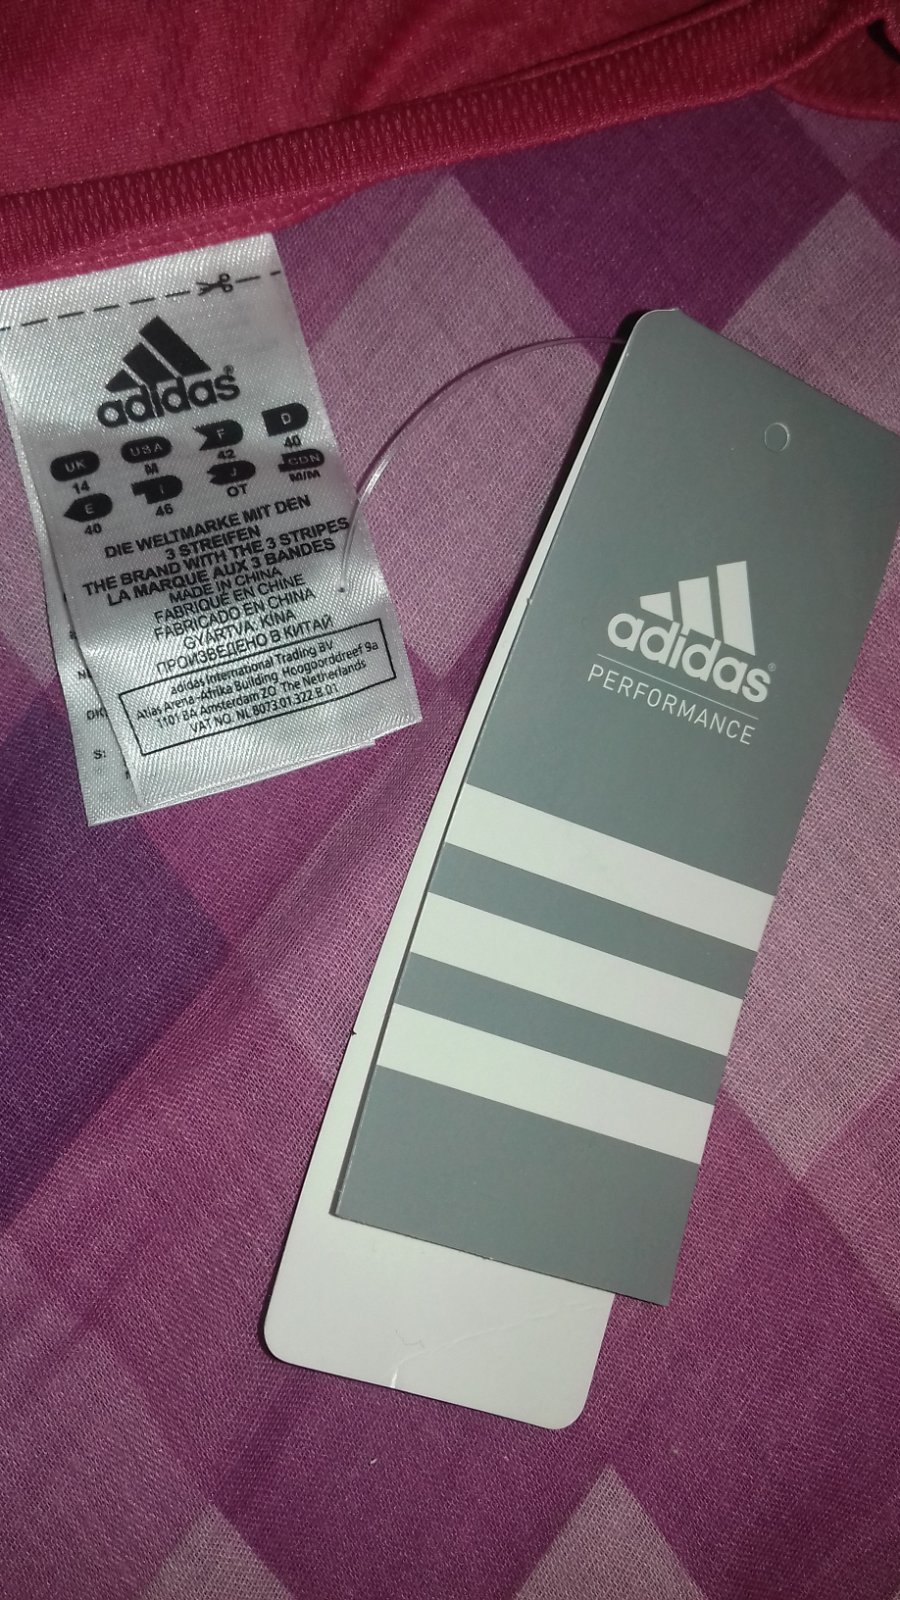 adidas®
UK USA F D
14 M 42 40
E I J CDN
40 46 OT M/M
DIE WELTMARKE MIT DEN
3 STREIFEN
THE BRAND WITH THE 3 STRIPES
LA MARQUE AUX 3 BANDES
MADE IN CHINA
FABRIQUÉ EN CHINE
FABRICADO EN CHINA
GYÁRTVA, KINA
ПРОИЗВЕДЕНО В КИТАЙ
adidas International Trading BV
Atlas Arena -Afrika Building, Hoogoorddreef 9a
1101 BA Amsterdam ZO The Netherlands
VAT NO. NL B073.01.322.B.01
DK
S:
adidas®
PERFORMANCE